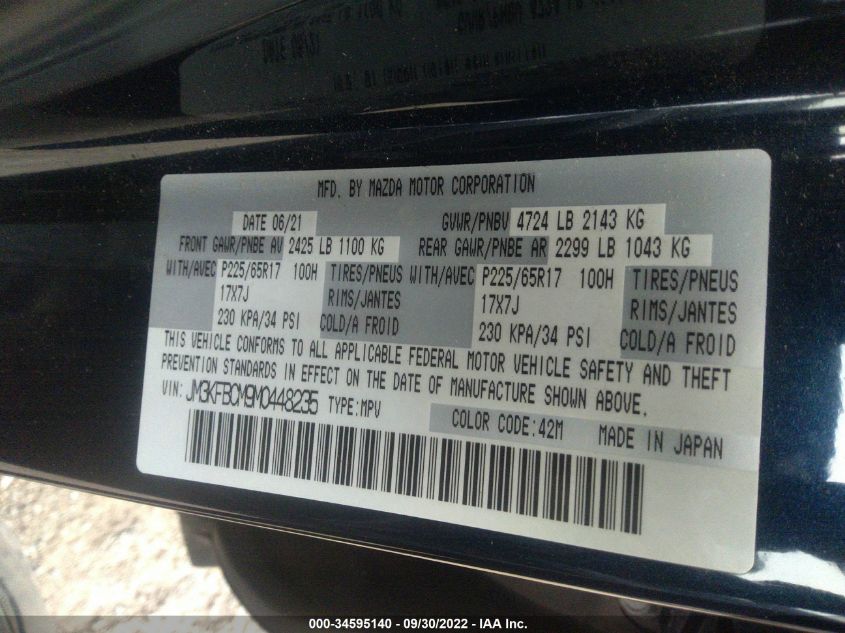 MFD. BY MAZDA MOTOR CORPORATION
DATE 06/21 GVWR/PNBV 4724 LB 2143 KG
FRONT GAWR/PNBE AV 2425 LB 1100 KG REAR GAWR/PNBE AR 2299 LB 1043 KG
WITH/AVEC P225/65R17 100H TIRES/PNEUS WITH/AVEC P225/65R17 100H TIRES/PNEUS
17X7J RIMS/JANTES 17X7J RIMS/JANTES
230 KPA/34 PSI COLD/A FROID 230 KPA/34 PSI COLD/A FROID
THIS VEHICLE CONFORMS TO ALL APPLICABLE FEDERAL MOTOR VEHICLE SAFETY AND THEFT
PREVENTION STANDARDS IN EFFECT ON THE DATE OF MANUFACTURE SHOWN ABOVE.
VIN: JM3KFBCM9M0448235 TYPE:MPV
COLOR CODE:42M MADE IN JAPAN
000-34595140 - 09/30/2022 - IAA Inc.